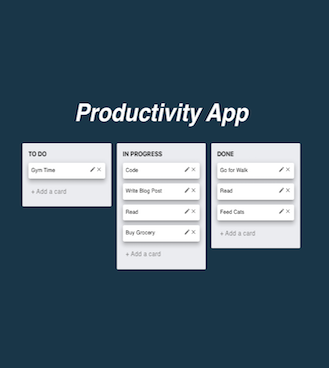 Productivity App
TO DO
Gym Time
+ Add a card
IN PROGRESS
Code
Write Blog Post
Read
Buy Grocery
+ Add a card
DONE
Go for Walk
Read
Feed Cats
+ Add a card